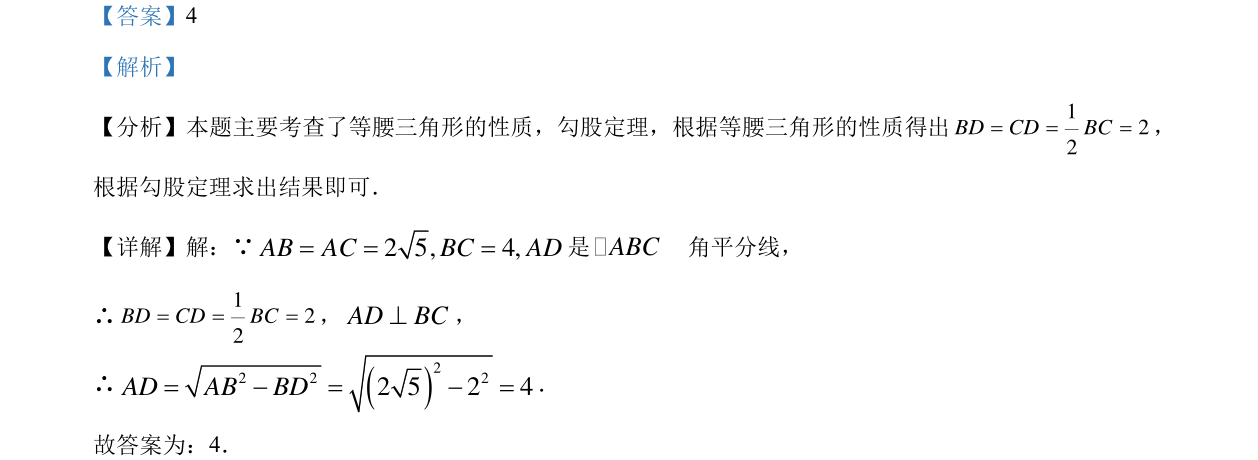 【答案】4
【解析】
【分析】本题主要考查了等腰三角形的性质，勾股定理，根据等腰三角形的性质得出 BD = CD = 1/2 BC = 2，
根据勾股定理求出结果即可．
【详解】解：∵ AB = AC = 2√5, BC = 4, AD 是 □ABC 角平分线，
∴ BD = CD = 1/2 BC = 2， AD ⊥ BC，
∴ AD = √(AB² − BD²) = √((2√5)² − 2²) = 4．
故答案为：4．